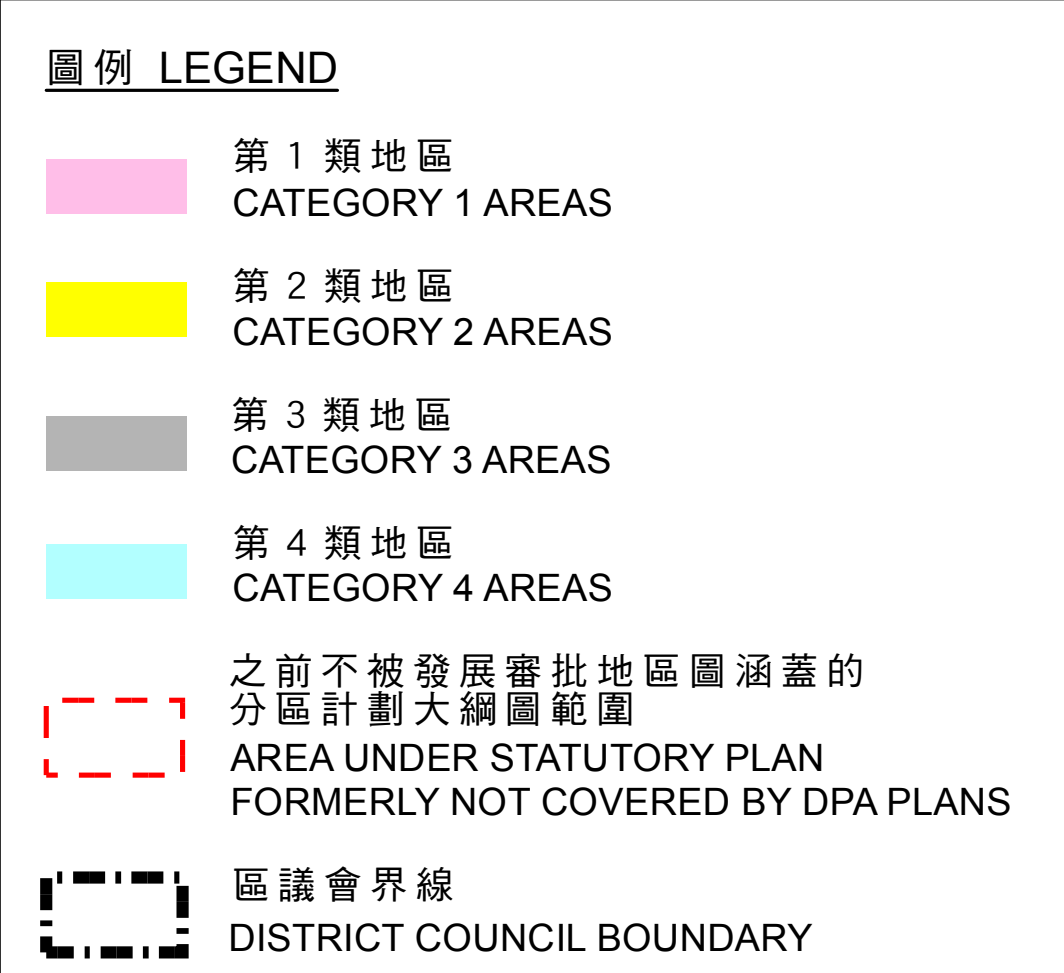 圖例 LEGEND
第 1 類地區
CATEGORY 1 AREAS
第 2 類地區
CATEGORY 2 AREAS
第 3 類地區
CATEGORY 3 AREAS
第 4 類地區
CATEGORY 4 AREAS
之前不被發展審批地區圖涵蓋的
分區計劃大綱圖範圍
AREA UNDER STATUTORY PLAN
FORMERLY NOT COVERED BY DPA PLANS
區議會界線
DISTRICT COUNCIL BOUNDARY